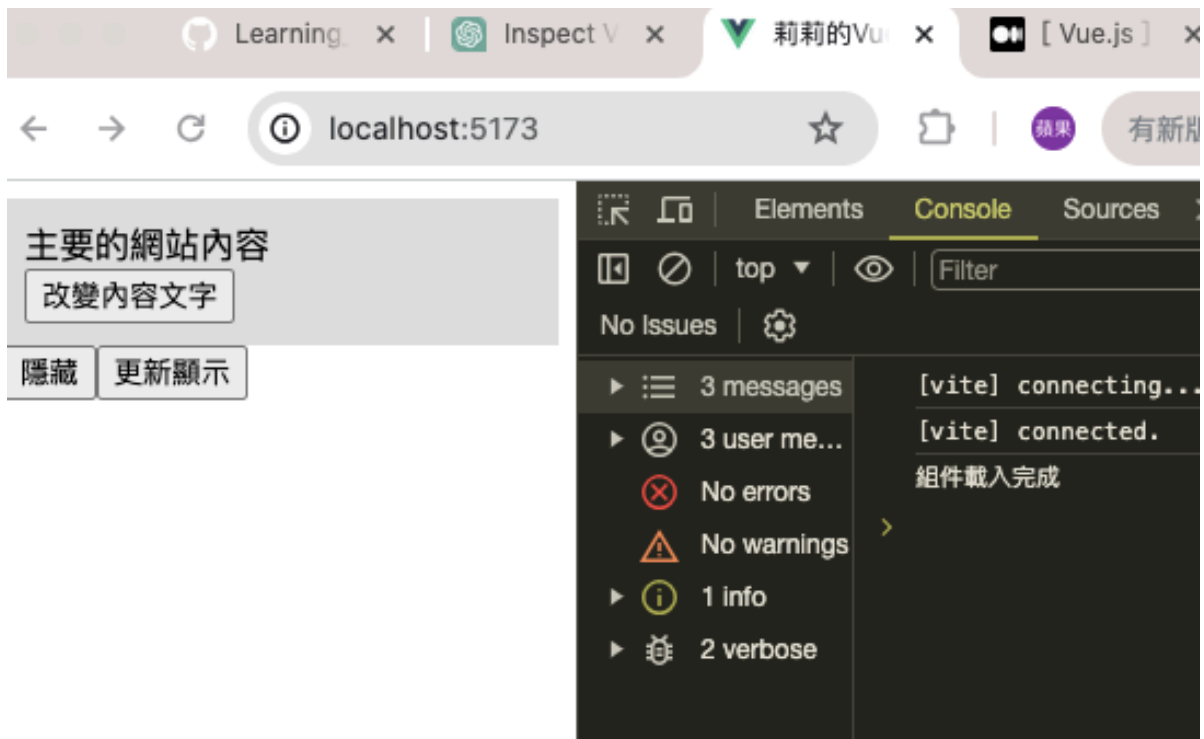 Learning_
Inspect V
莉莉的Vu
[ Vue.js ]
localhost:5173
蘋果
有新版
主要的網站內容
改變內容文字
隱藏
更新顯示
Elements
Console
Sources
top
Filter
No Issues
3 messages
3 user me...
No errors
No warnings
1 info
2 verbose
[vite] connecting...
[vite] connected.
組件載入完成